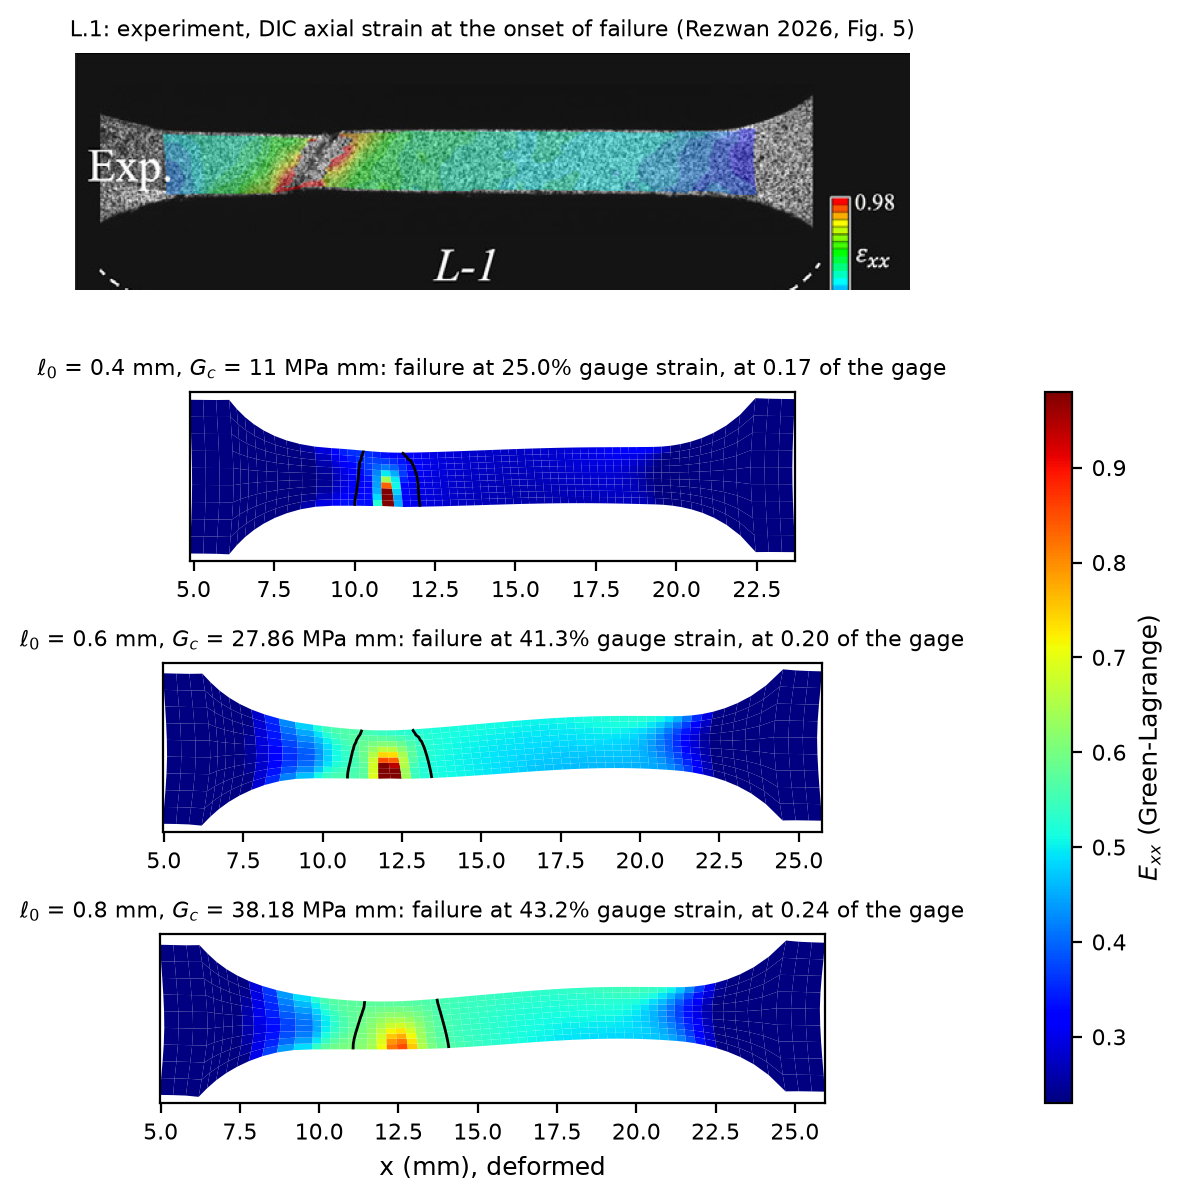 L.1: experiment, DIC axial strain at the onset of failure (Rezwan 2026, Fig. 5)
Exp.
0.98
εxx
L-1
ℓ0 = 0.4 mm, Gc = 11 MPa mm: failure at 25.0% gauge strain, at 0.17 of the gage
5.0 7.5 10.0 12.5 15.0 17.5 20.0 22.5
ℓ0 = 0.6 mm, Gc = 27.86 MPa mm: failure at 41.3% gauge strain, at 0.20 of the gage
5.0 7.5 10.0 12.5 15.0 17.5 20.0 22.5 25.0
ℓ0 = 0.8 mm, Gc = 38.18 MPa mm: failure at 43.2% gauge strain, at 0.24 of the gage
5.0 7.5 10.0 12.5 15.0 17.5 20.0 22.5 25.0
x (mm), deformed
0.9
0.8
0.7
0.6
0.5
0.4
0.3
Exx (Green-Lagrange)